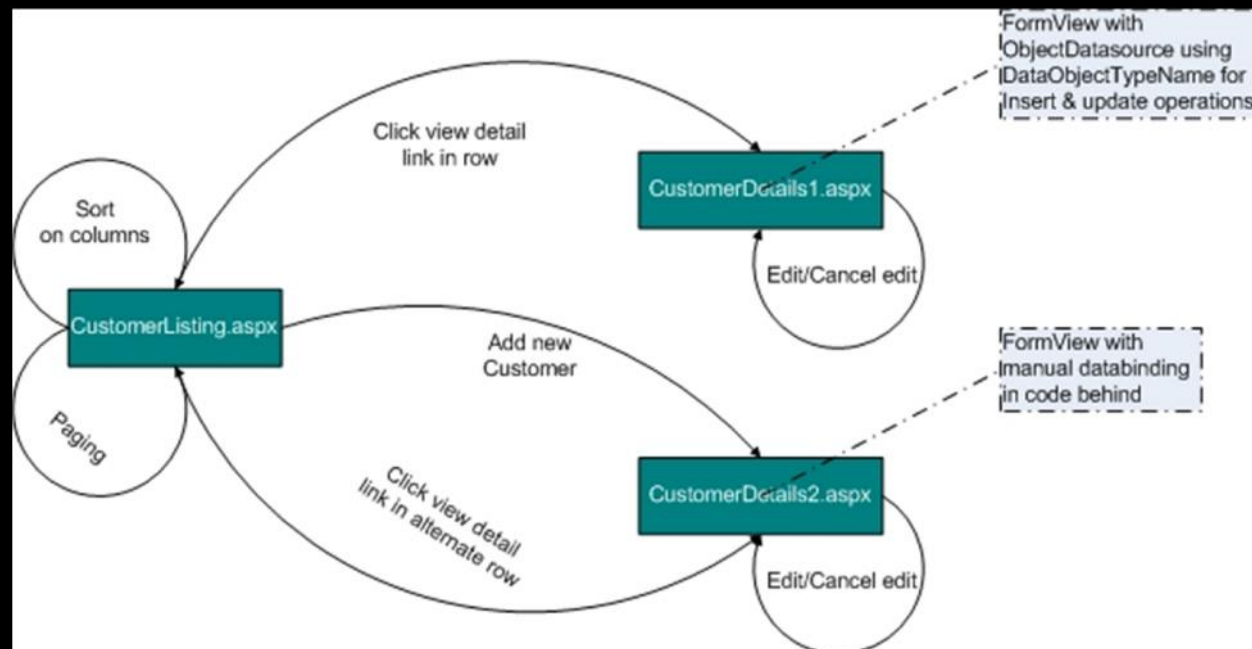 FormView with
ObjectDatasource using
DataObjectTypeName for
Insert & update operations
Click view detail
link in row
CustomerDetails1.aspx
Sort
on columns
Edit/Cancel edit
CustomerListing.aspx
Add new
Customer
FormView with
manual databinding
in code behind
Paging
Click view detail
link in alternate row
CustomerDetails2.aspx
Edit/Cancel edit